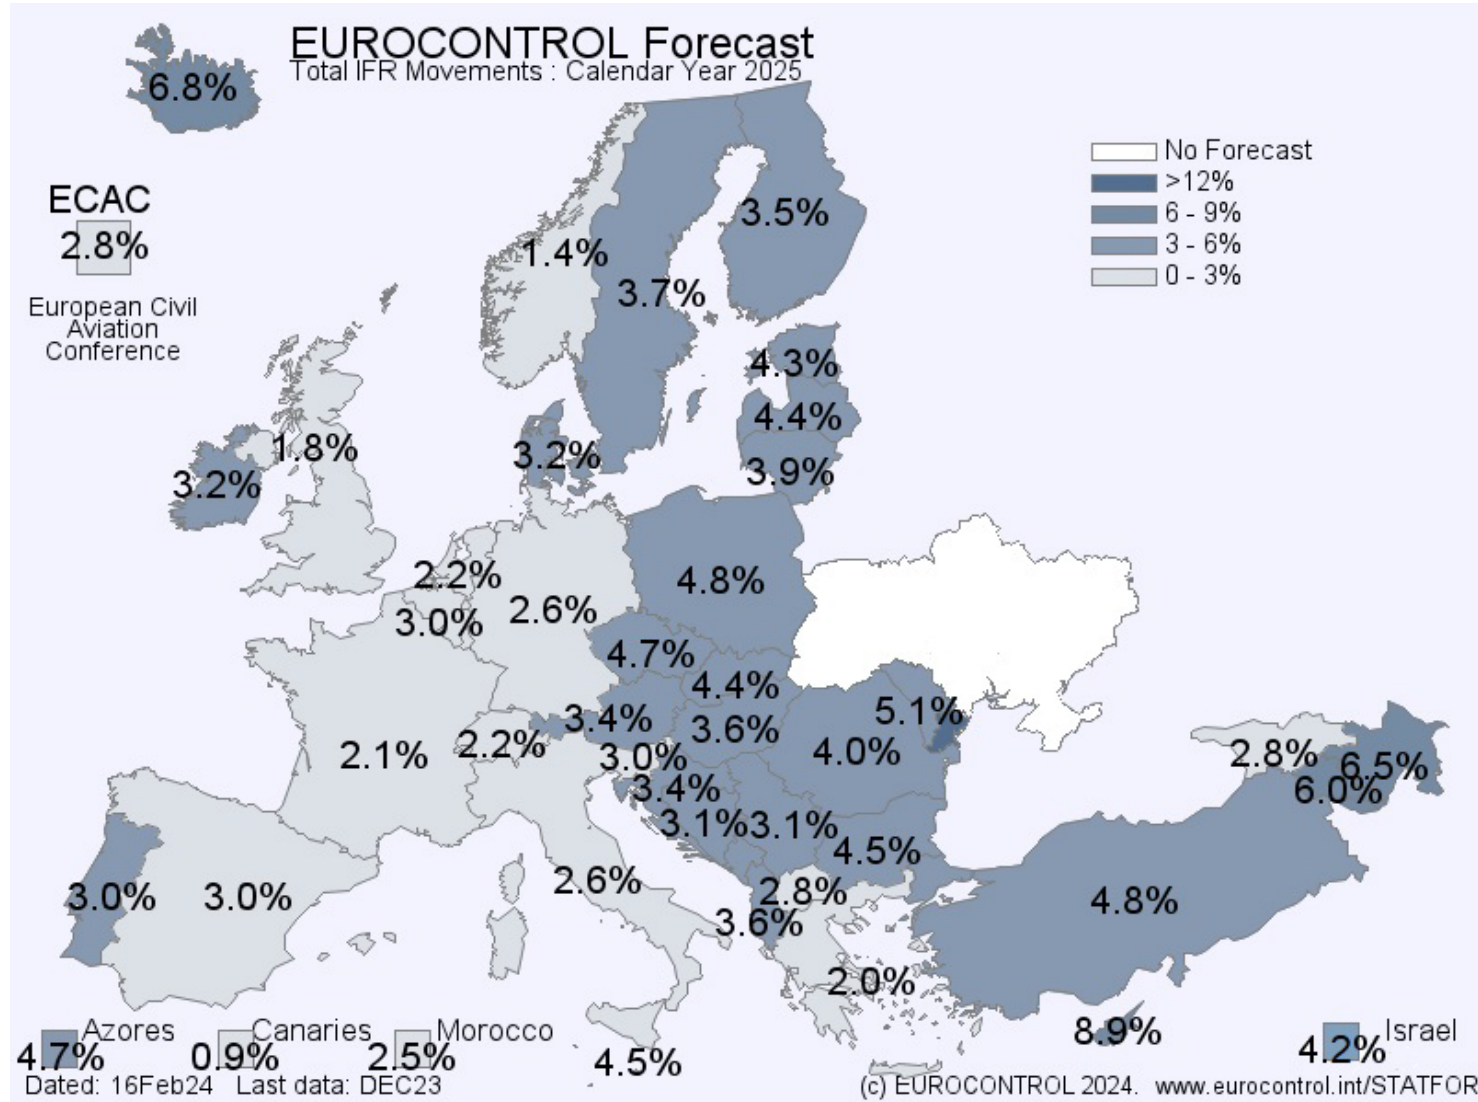 EUROCONTROL Forecast
Total IFR Movements : Calendar Year 2025
6.8%
No Forecast
>12%
6 - 9%
3 - 6%
0 - 3%
ECAC
2.8%
European Civil
Aviation
Conference
3.5%
1.4%
3.7%
4.3%
4.4%
3.9%
1.8%
3.2%
3.2%
2.2%
3.0%
2.6%
4.8%
4.7%
4.4%
3.4%
3.6%
5.1%
4.0%
2.1%
2.2%
3.0%
3.4%
3.1%
3.1%
4.5%
2.8%
6.5%
6.0%
3.0%
3.0%
2.6%
2.8%
3.6%
4.8%
2.0%
8.9%
4.5%
Azores
4.7%
Canaries
0.9%
Morocco
2.5%
Israel
4.2%
Dated: 16Feb24 Last data: DEC23
(c) EUROCONTROL 2024. www.eurocontrol.int/STATFOR